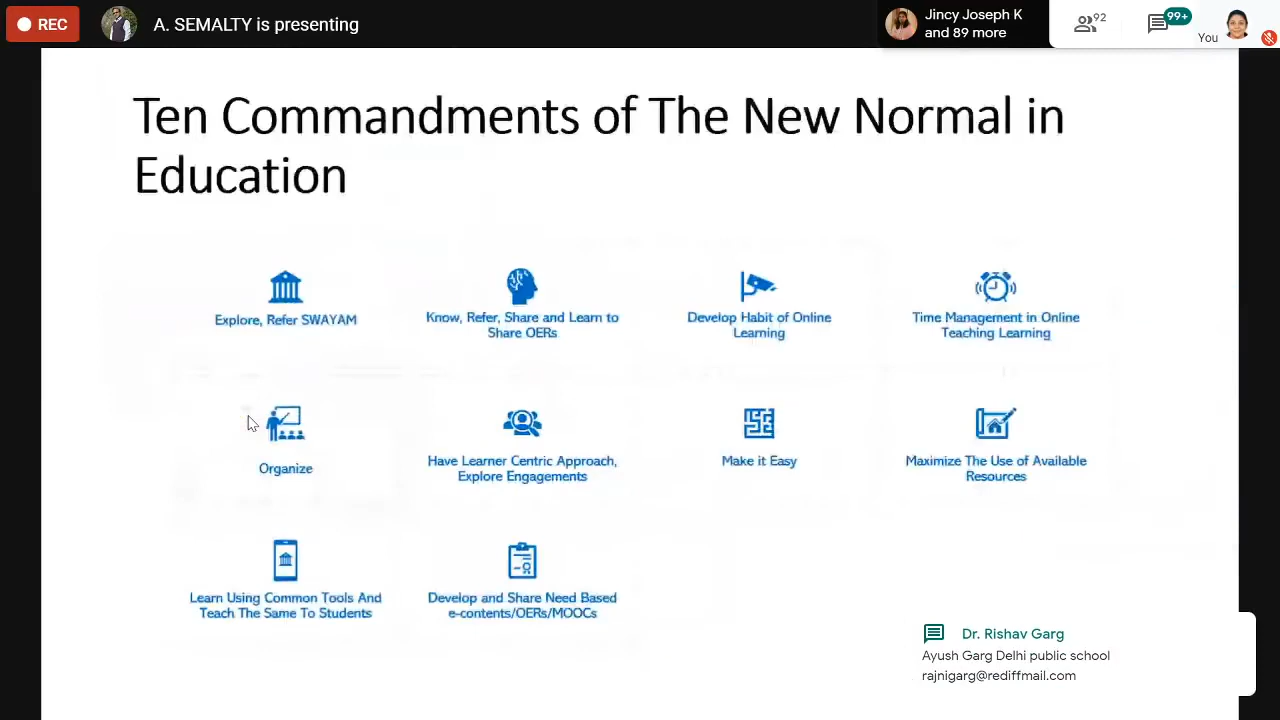 REC
A. SEMALTY is presenting
Jincy Joseph K
and 89 more
92
99+
You
Ten Commandments of The New Normal in
Education
Explore, Refer SWAYAM
Know, Refer, Share and Learn to
Share OERs
Develop Habit of Online
Learning
Time Management in Online
Teaching Learning
Organize
Have Learner Centric Approach,
Explore Engagements
Make it Easy
Maximize The Use of Available
Resources
Learn Using Common Tools And
Teach The Same To Students
Develop and Share Need Based
e-contents/OERs/MOOCs
Dr. Rishav Garg
Ayush Garg Delhi public school
rajnigarg@rediffmail.com